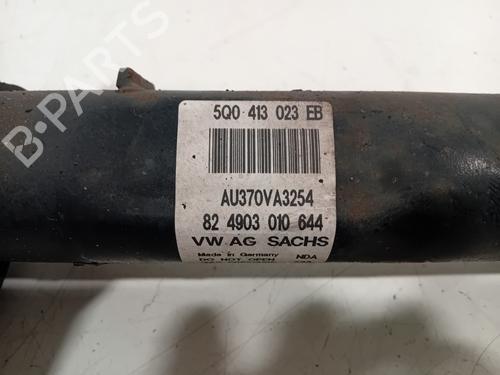 5Q0 413 023 EB
AU370VA3254
82 4903 010 644
VW AG SACHS
Made in Germany NDA
DO NOT OPEN
B-PARTS